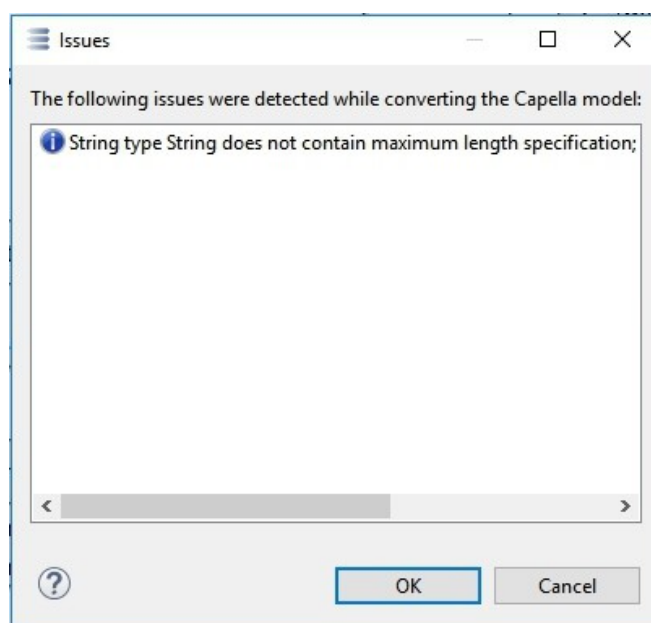 Issues
The following issues were detected while converting the Capella model:
String type String does not contain maximum length specification;
OK
Cancel